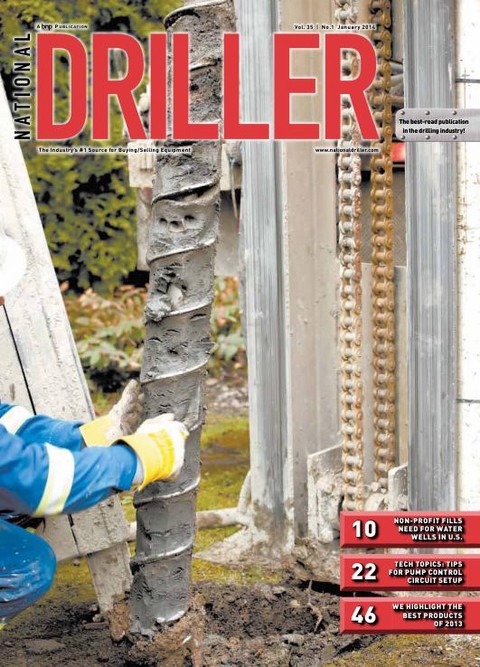 A bnp PUBLICATION
Vol. 35 | No.1 January 2014
NATIONAL
DRILLER
The best-read publication
in the drilling industry!
The Industry's #1 Source for Buying/Selling Equipment
www.nationaldriller.com
10
NON-PROFIT FILLS
NEED FOR WATER
WELLS IN U.S.
22
TECH TOPICS: TIPS
FOR PUMP CONTROL
CIRCUIT SETUP
46
WE HIGHLIGHT THE
BEST PRODUCTS
OF 2013